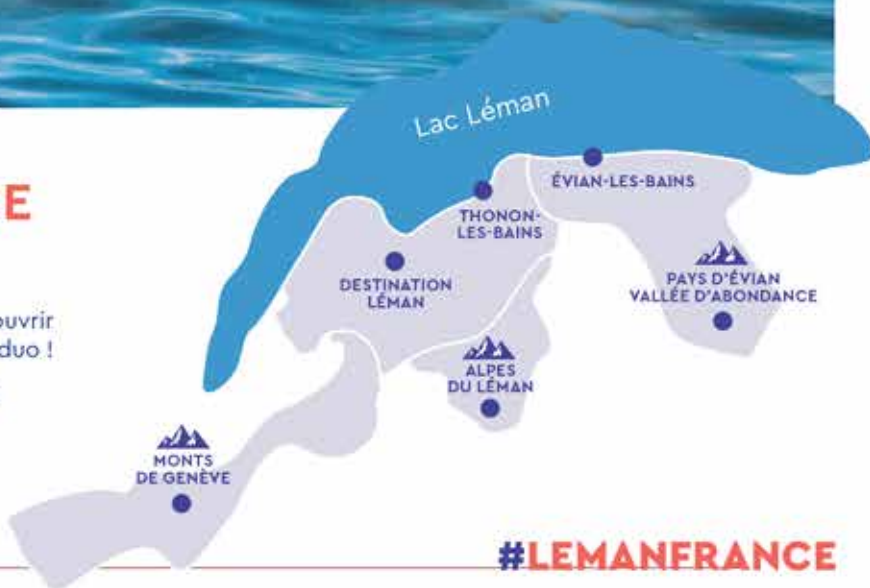 Lac Léman
E
ÉVIAN-LES-BAINS
THONON-
LES-BAINS
DESTINATION
LÉMAN
PAYS D'ÉVIAN
VALLÉE D'ABONDANCE
ouvrir
duo !
ALPES
DU LÉMAN
MONTS
DE GENÈVE
#LEMANFRANCE